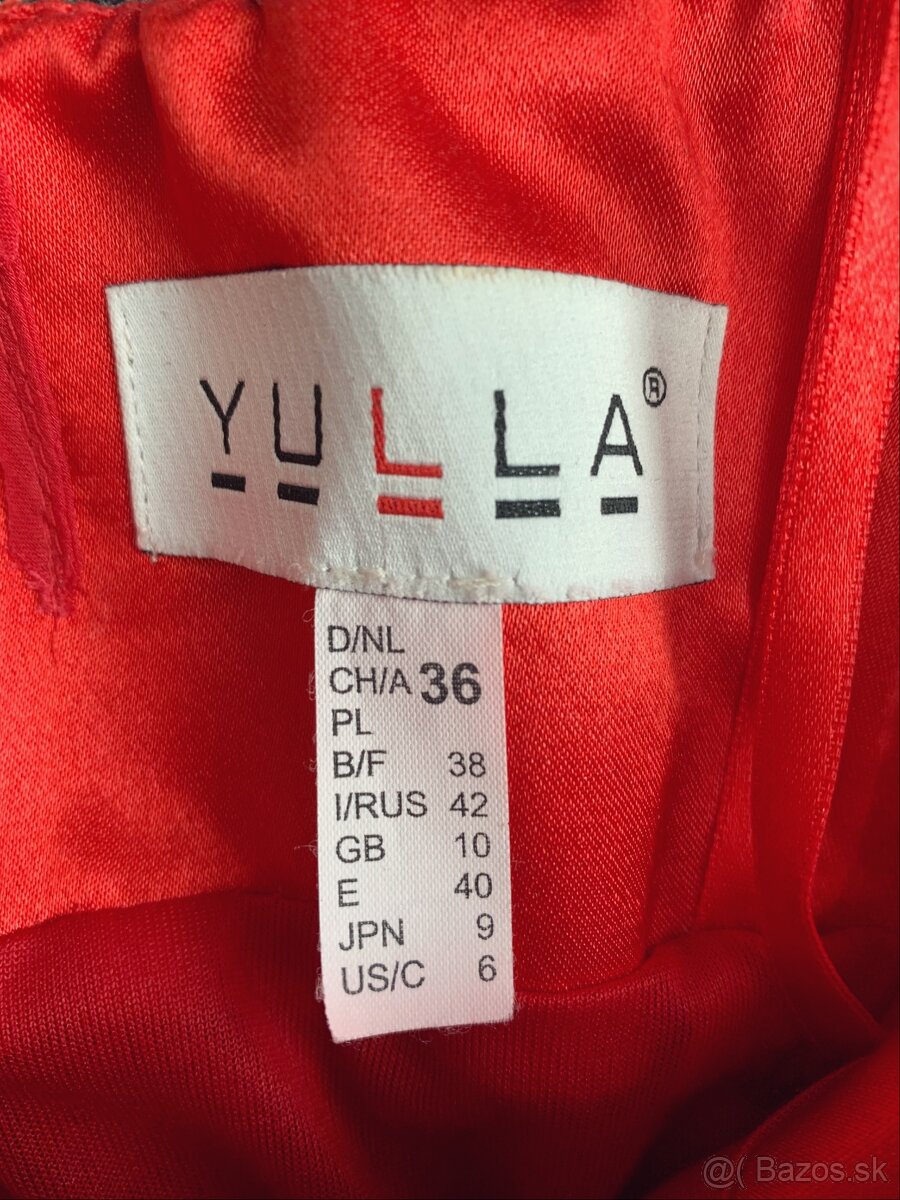 YULLA®
D/NL
CH/A 36
PL
B/F 38
I/RUS 42
GB 10
E 40
JPN 9
US/C 6
@( Bazos.sk